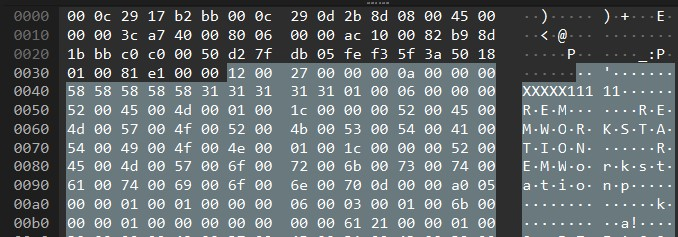 0000 00 0c 29 17 b2 bb 00 0c 29 0d 2b 8d 08 00 45 00 ··)····· )·+···E·
0010 00 3c a7 40 00 80 06 00 00 ac 10 00 82 b9 8d ·<·@···· ·······
0020 1b bb c0 c0 00 50 d2 7f db 05 fe f3 5f 3a 50 18 ·····P·· ····_:P·
0030 01 00 81 e1 00 00 12 00 27 00 00 00 0a 00 00 00 ········ '·······
0040 58 58 58 58 58 31 31 31 31 31 01 00 06 00 00 00 XXXXX111 11······
0050 52 00 45 00 4d 00 01 00 1c 00 00 00 52 00 45 00 R·E·M··· ····R·E·
0060 4d 00 57 00 4f 00 52 00 4b 00 53 00 54 00 41 00 M·W·O·R· K·S·T·A·
0070 54 00 49 00 4f 00 4e 00 01 00 1c 00 00 00 52 00 T·I·O·N· ······R·
0080 45 00 4d 00 57 00 6f 00 72 00 6b 00 73 00 74 00 E·M·W·o· r·k·s·t·
0090 61 00 74 00 69 00 6f 00 6e 00 70 0d 00 00 a0 05 a·t·i·o· n·p·····
00a0 00 00 01 00 00 00 00 00 06 00 03 00 01 00 6b 00 ········ ······k·
00b0 00 01 00 00 01 00 00 00 00 00 61 21 00 00 01 00 ········ ··a!····